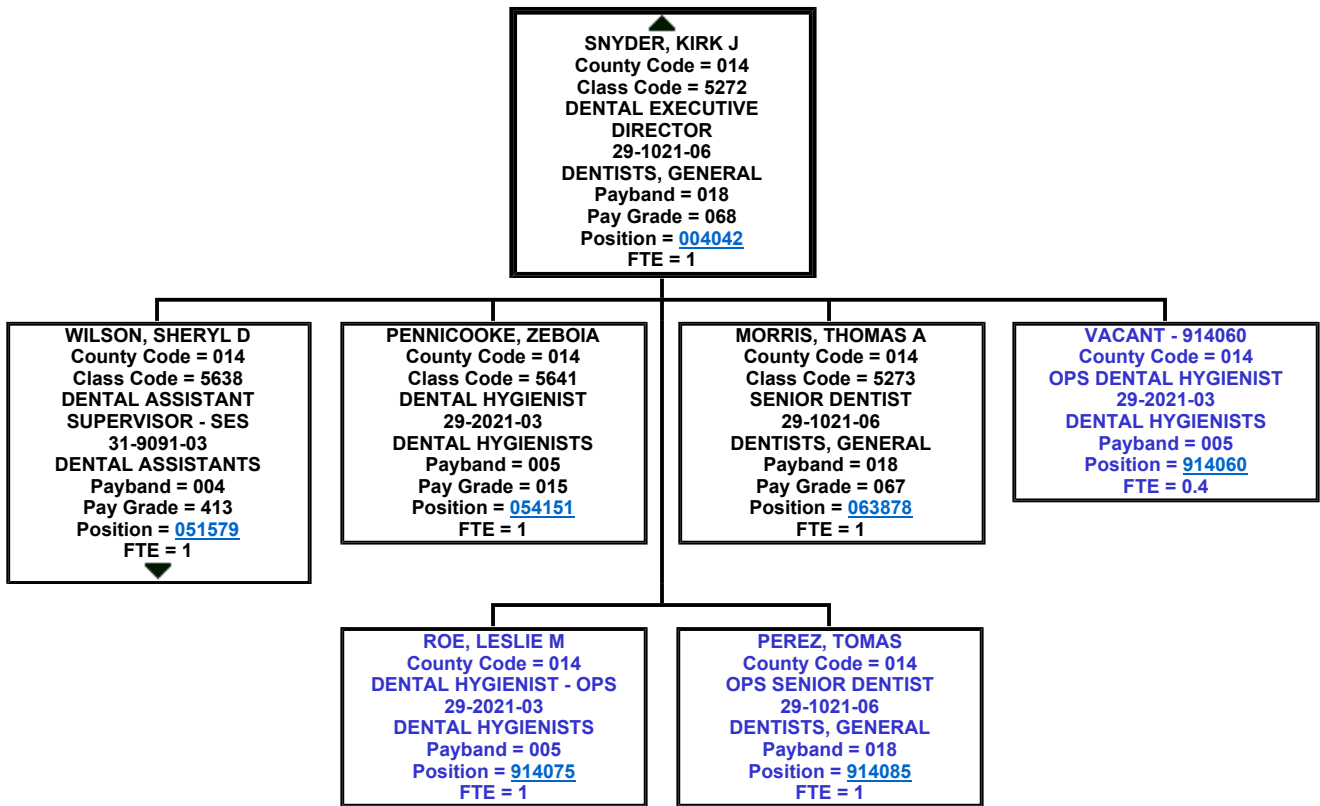 SNYDER, KIRK J
County Code = 014
Class Code = 5272
DENTAL EXECUTIVE
DIRECTOR
29-1021-06
DENTISTS, GENERAL
Payband = 018
Pay Grade = 068
Position = 004042
FTE = 1
WILSON, SHERYL D
County Code = 014
Class Code = 5638
DENTAL ASSISTANT
SUPERVISOR - SES
31-9091-03
DENTAL ASSISTANTS
Payband = 004
Pay Grade = 413
Position = 051579
FTE = 1
PENNICOOKE, ZEBOIA
County Code = 014
Class Code = 5641
DENTAL HYGIENIST
29-2021-03
DENTAL HYGIENISTS
Payband = 005
Pay Grade = 015
Position = 054151
FTE = 1
MORRIS, THOMAS A
County Code = 014
Class Code = 5273
SENIOR DENTIST
29-1021-06
DENTISTS, GENERAL
Payband = 018
Pay Grade = 067
Position = 063878
FTE = 1
VACANT - 914060
County Code = 014
OPS DENTAL HYGIENIST
29-2021-03
DENTAL HYGIENISTS
Payband = 005
Position = 914060
FTE = 0.4
ROE, LESLIE M
County Code = 014
DENTAL HYGIENIST - OPS
29-2021-03
DENTAL HYGIENISTS
Payband = 005
Position = 914075
FTE = 1
PEREZ, TOMAS
County Code = 014
OPS SENIOR DENTIST
29-1021-06
DENTISTS, GENERAL
Payband = 018
Position = 914085
FTE = 1